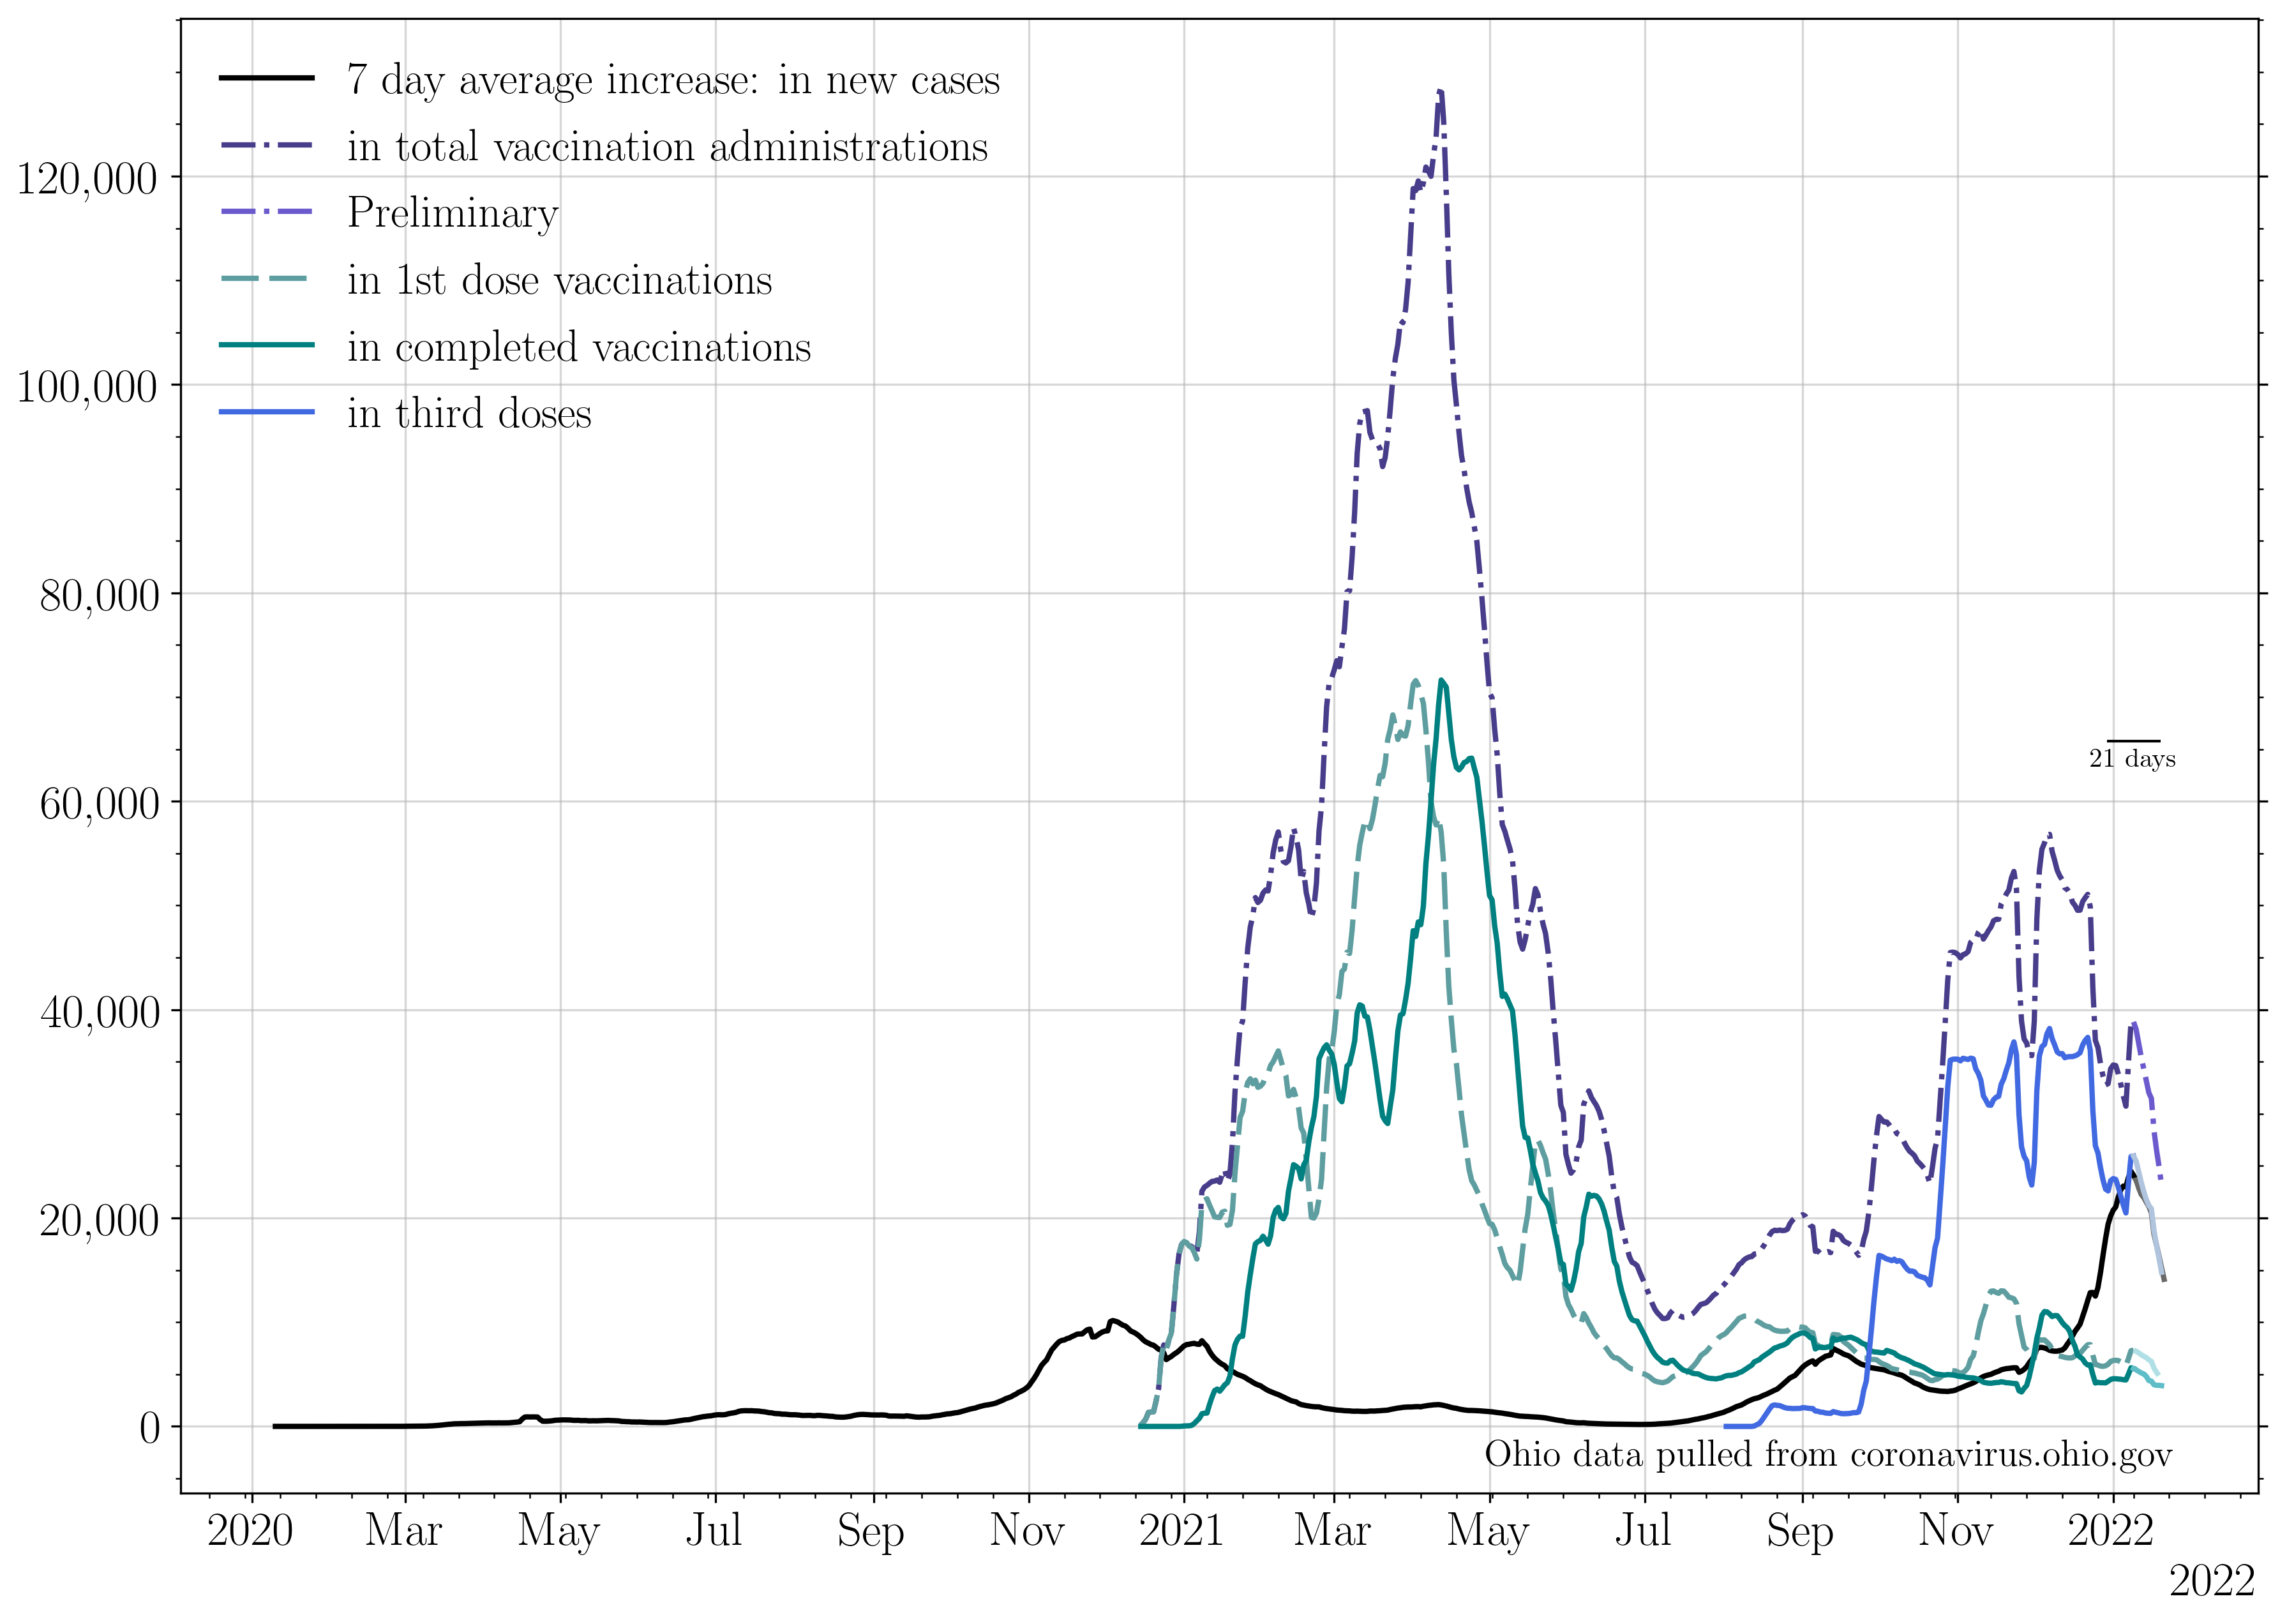 7 day average increase: in new cases
in total vaccination administrations
Preliminary
in 1st dose vaccinations
in completed vaccinations
in third doses
120,000
100,000
80,000
60,000
40,000
20,000
0
21 days
Ohio data pulled from coronavirus.ohio.gov
2020 Mar May Jul Sep Nov 2021 Mar May Jul Sep Nov 2022
2022